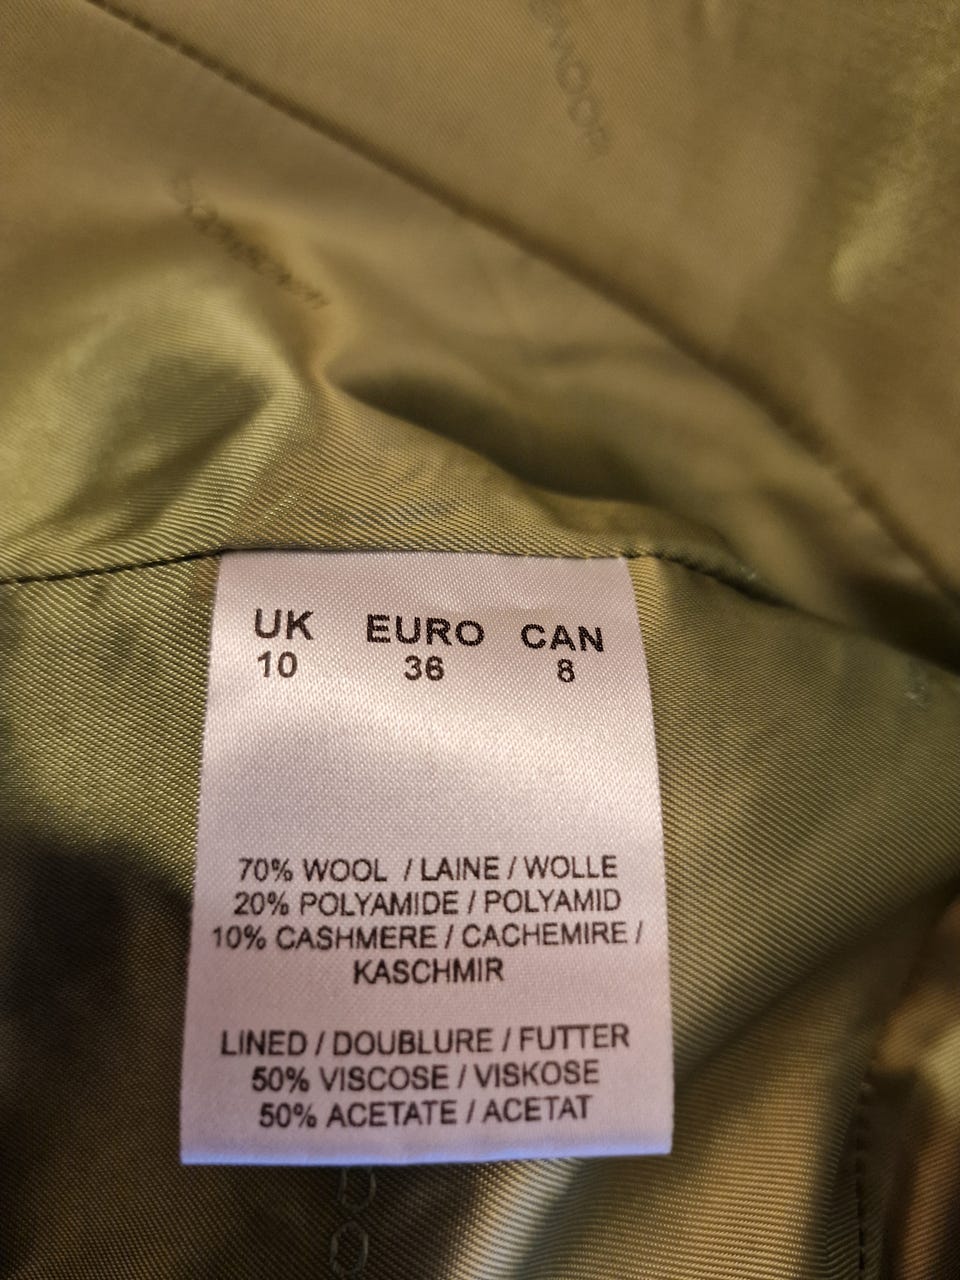 UK EURO CAN
10 36 8
70% WOOL / LAINE / WOLLE
20% POLYAMIDE / POLYAMID
10% CASHMERE / CACHEMIRE /
KASCHMIR
LINED / DOUBLURE / FUTTER
50% VISCOSE / VISKOSE
50% ACETATE / ACETAT